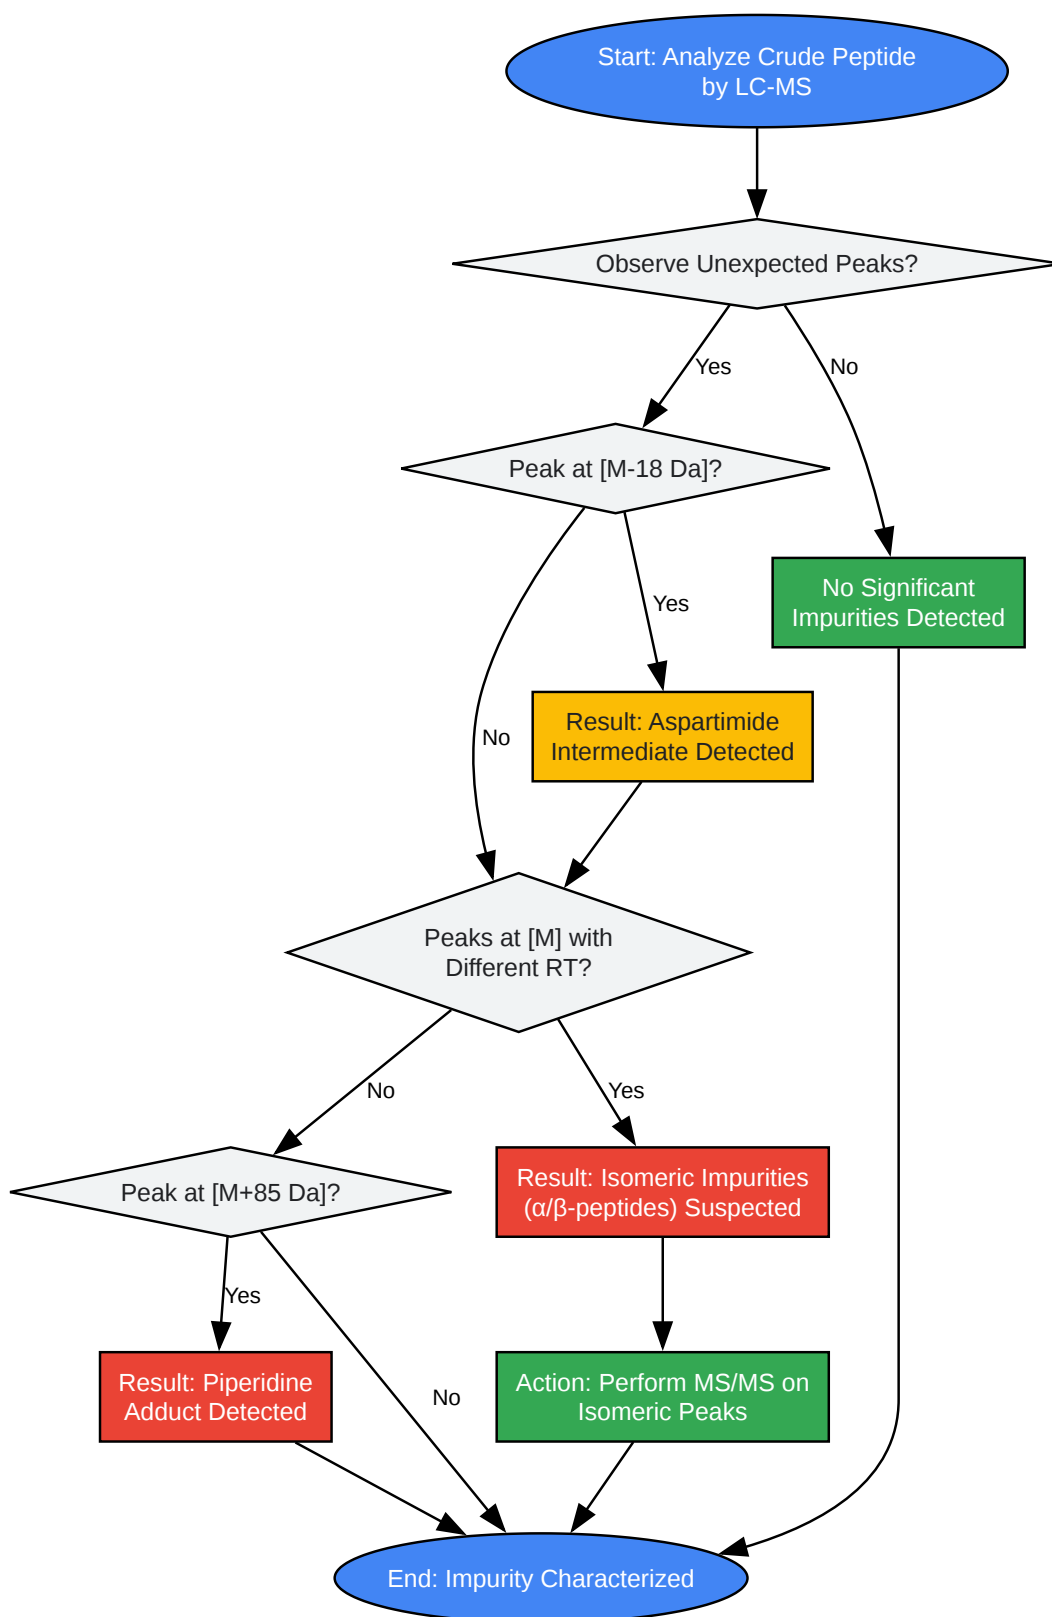 Start: Analyze Crude Peptide
by LC-MS
Observe Unexpected Peaks?
Yes
No
Peak at [M-18 Da]?
No Significant
Impurities Detected
Yes
Result: Aspartimide
Intermediate Detected
No
Peaks at [M] with
Different RT?
No
Yes
Peak at [M+85 Da]?
Result: Isomeric Impurities
(α/β-peptides) Suspected
Yes
Result: Piperidine
Adduct Detected
No
Action: Perform MS/MS on
Isomeric Peaks
End: Impurity Characterized